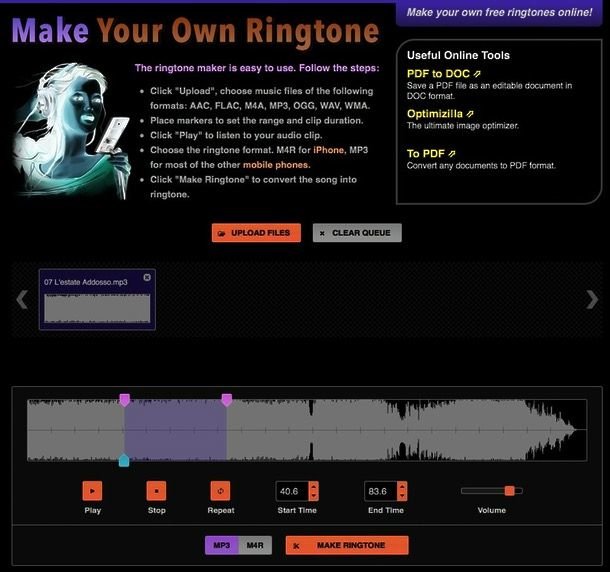 Make Your Own Ringtone
Make your own free ringtones online!
The ringtone maker is easy to use. Follow the steps:
Click "Upload", choose music files of the following
formats: AAC, FLAC, M4A, MP3, OGG, WAV, WMA.
Place markers to set the range and clip duration.
Click "Play" to listen to your audio clip.
Choose the ringtone format. M4R for iPhone, MP3
for most of the other mobile phones.
Click "Make Ringtone" to convert the song into
ringtone.
Useful Online Tools
PDF to DOC
Save a PDF file as an editable document in
DOC format.
Optimizilla
The ultimate image optimizer.
To PDF
Convert any documents to PDF format.
UPLOAD FILES
CLEAR QUEUE
07 L'estate Addosso.mp3
40.6
83.6
Play
Stop
Repeat
Start Time
End Time
Volume
MP3
M4R
MAKE RINGTONE